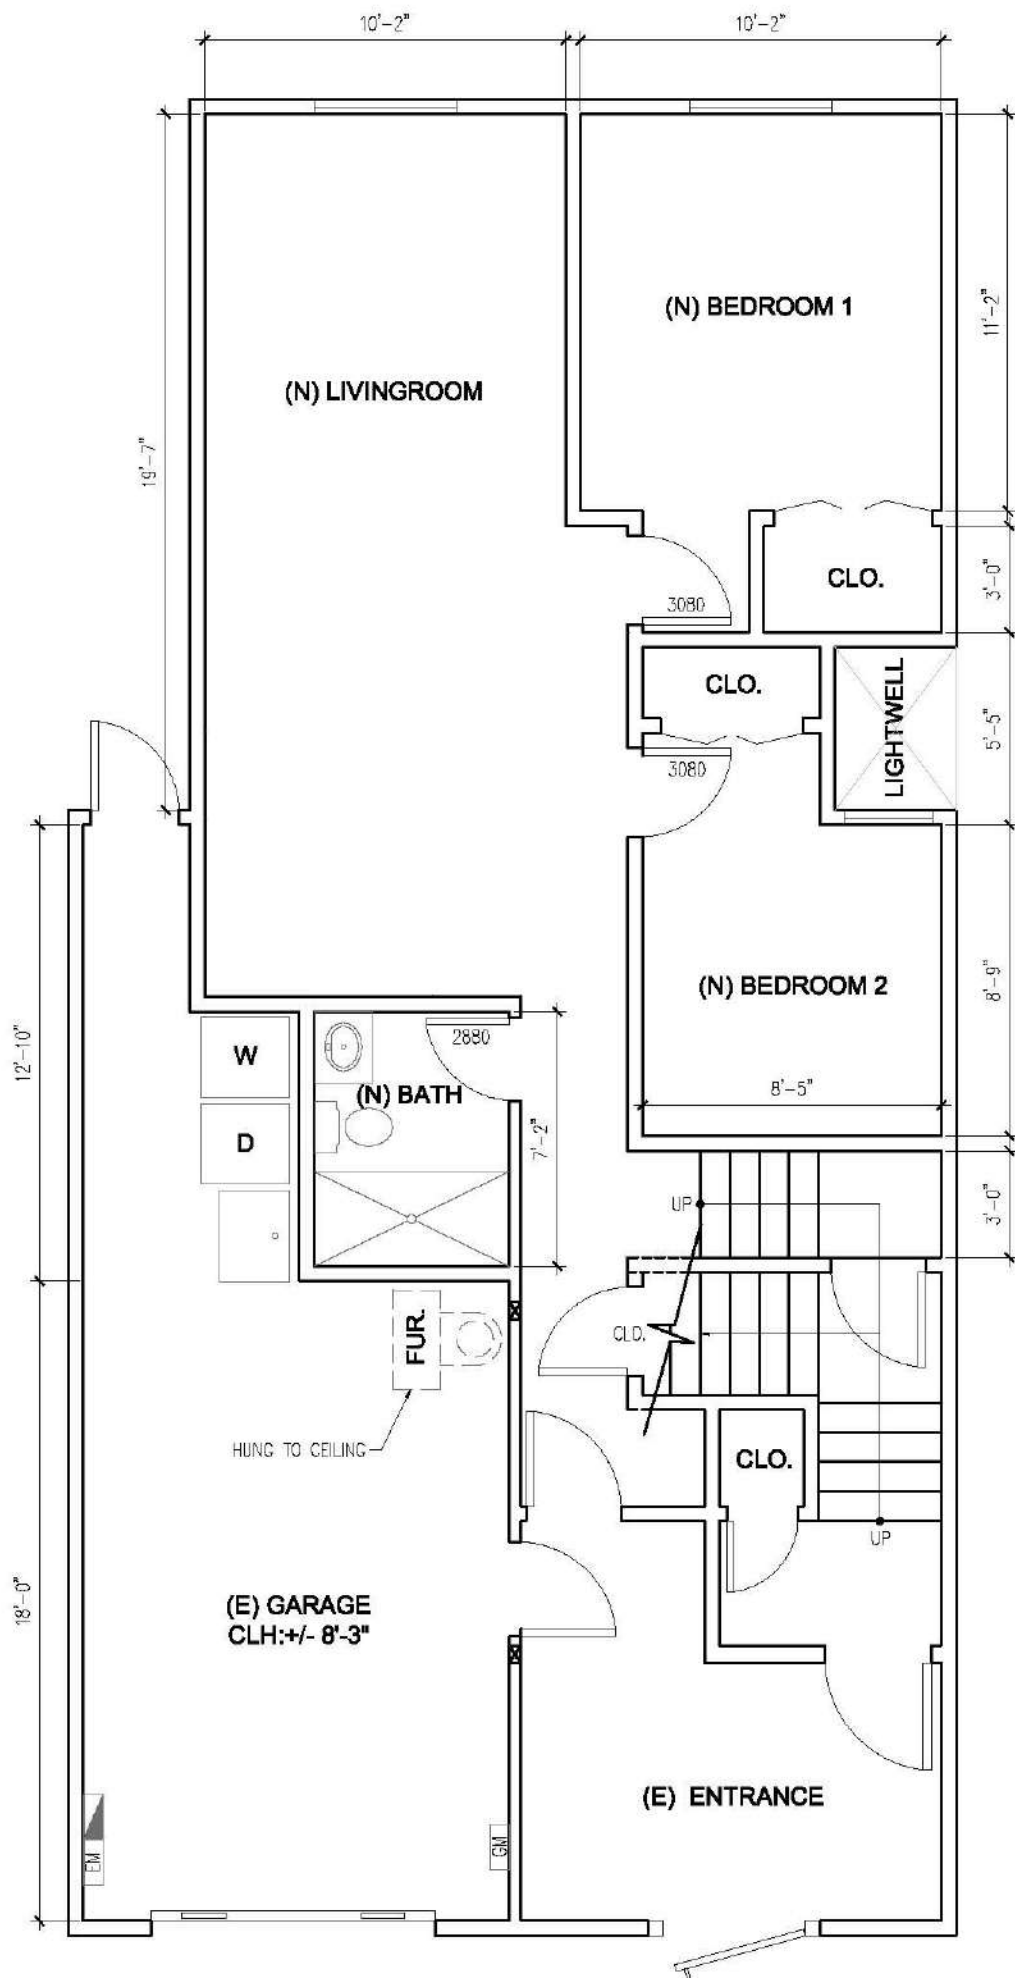 10'-2"
10'-2"
(N) BEDROOM 1
11'-2"
(N) LIVINGROOM
19'-7"
CLO.
3'-0"
3080
CLO.
LIGHTWELL
5'-5"
3080
(N) BEDROOM 2
8'-9"
12'-10"
W
2880
(N) BATH
8'-5"
D
7'-2"
UP
3'-0"
FUR.
CLO.
HUNG TO CEILING
CLO.
UP
18'-0"
(E) GARAGE
CLH:+/- 8'-3"
(E) ENTRANCE
EM
GM